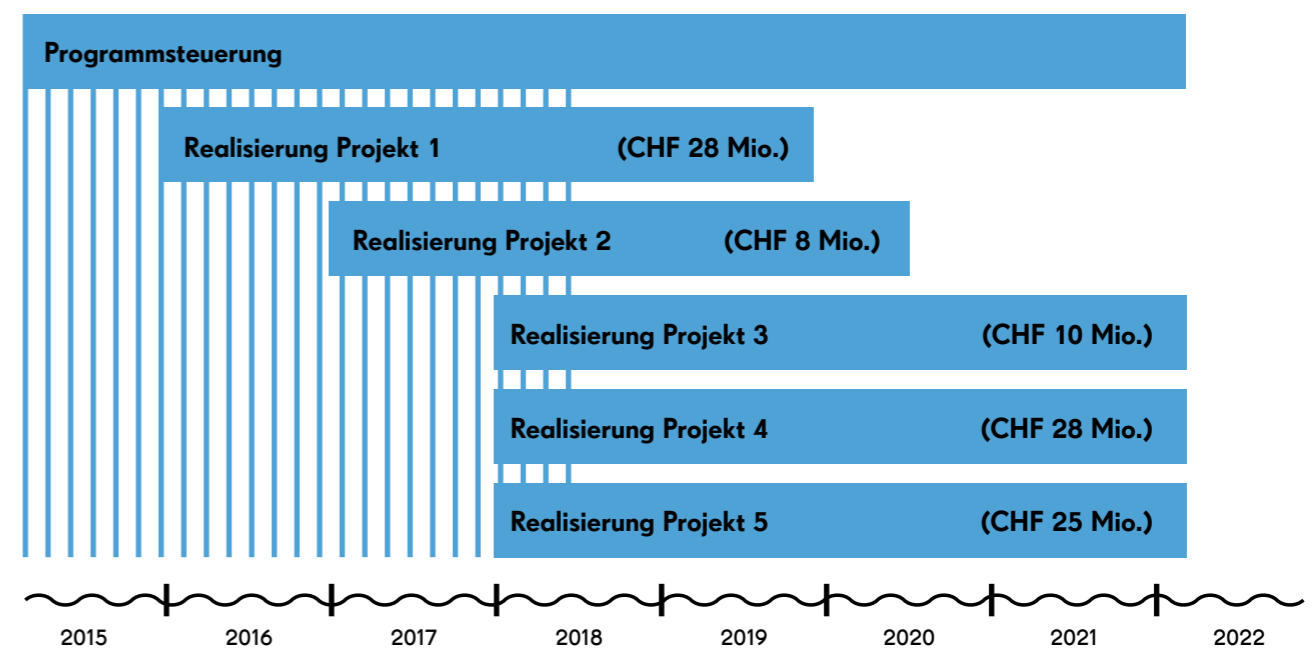 Programmsteuerung
Realisierung Projekt 1 (CHF 28 Mio.)
Realisierung Projekt 2 (CHF 8 Mio.)
Realisierung Projekt 3 (CHF 10 Mio.)
Realisierung Projekt 4 (CHF 28 Mio.)
Realisierung Projekt 5 (CHF 25 Mio.)
2015 2016 2017 2018 2019 2020 2021 2022